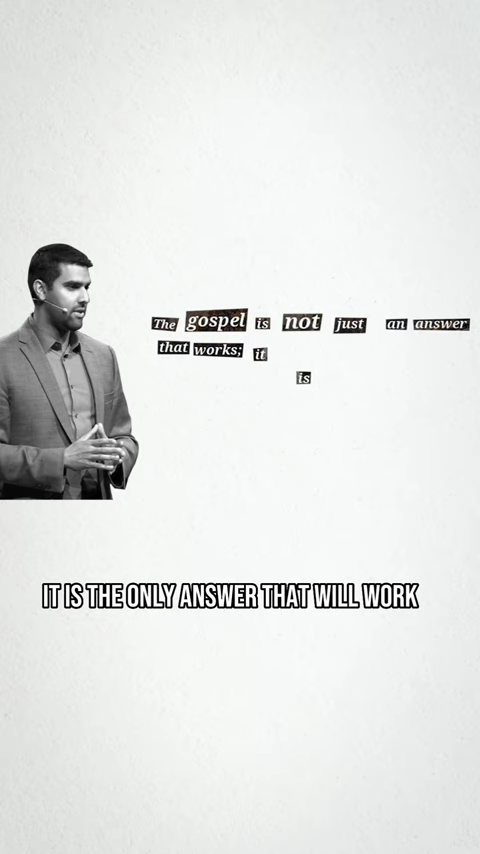 The gospel is not just an answer
that works; it
is
IT IS THE ONLY ANSWER THAT WILL WORK